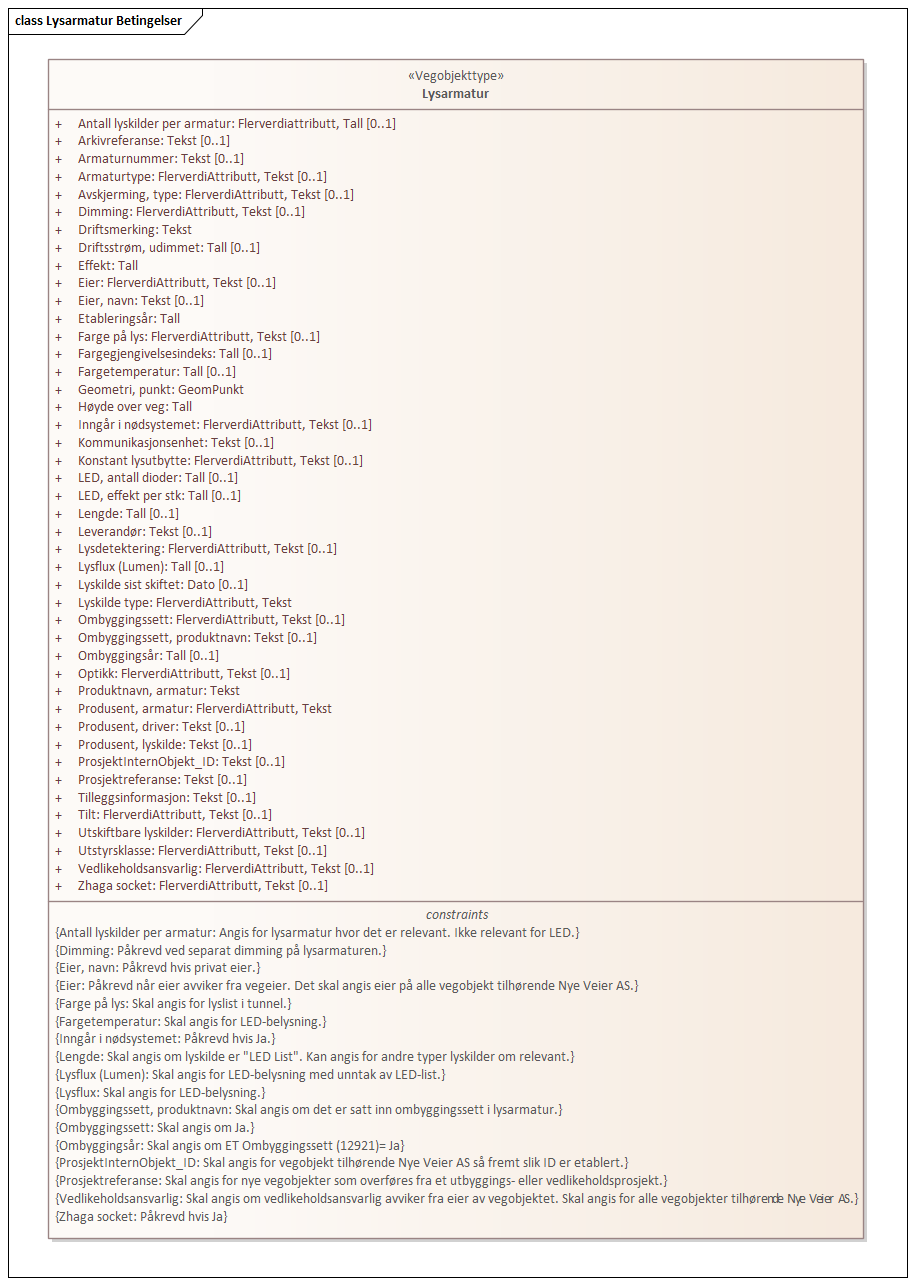 class Lysarmatur Betingelser
«Vegobjekttype»
Lysarmatur
+ Antall lyskilder per armatur: Flerverdiattributt, Tall [0..1]
+ Arkivreferanse: Tekst [0..1]
+ Armaturnummer: Tekst [0..1]
+ Armaturtype: FlerverdiAttributt, Tekst [0..1]
+ Avskjerming, type: FlerverdiAttributt, Tekst [0..1]
+ Dimming: FlerverdiAttributt, Tekst [0..1]
+ Driftsmerking: Tekst
+ Driftsstrøm, udimmet: Tall [0..1]
+ Effekt: Tall
+ Eier: FlerverdiAttributt, Tekst [0..1]
+ Eier, navn: Tekst [0..1]
+ Etableringsår: Tall
+ Farge på lys: FlerverdiAttributt, Tekst [0..1]
+ Fargegjengivelsesindeks: Tall [0..1]
+ Fargetemperatur: Tall [0..1]
+ Geometri, punkt: GeomPunkt
+ Høyde over veg: Tall
+ Inngår i nødsystemet: FlerverdiAttributt, Tekst [0..1]
+ Kommunikasjonsenhet: Tekst [0..1]
+ Konstant lysutbytte: FlerverdiAttributt, Tekst [0..1]
+ LED, antall dioder: Tall [0..1]
+ LED, effekt per stk: Tall [0..1]
+ Lengde: Tall [0..1]
+ Leverandør: Tekst [0..1]
+ Lysdetektering: FlerverdiAttributt, Tekst [0..1]
+ Lysflux (Lumen): Tall [0..1]
+ Lyskilde sist skiftet: Dato [0..1]
+ Lyskilde type: FlerverdiAttributt, Tekst
+ Ombyggingssett: FlerverdiAttributt, Tekst [0..1]
+ Ombyggingssett, produktnavn: Tekst [0..1]
+ Ombyggingsår: Tall [0..1]
+ Optikk: FlerverdiAttributt, Tekst [0..1]
+ Produktnavn, armatur: Tekst
+ Produsent, armatur: FlerverdiAttributt, Tekst
+ Produsent, driver: Tekst [0..1]
+ Produsent, lyskilde: Tekst [0..1]
+ ProsjektInternObjekt_ID: Tekst [0..1]
+ Prosjektreferanse: Tekst [0..1]
+ Tilleggsinformasjon: Tekst [0..1]
+ Tilt: FlerverdiAttributt, Tekst [0..1]
+ Utskiftbare lyskilder: FlerverdiAttributt, Tekst [0..1]
+ Utstyrsklasse: FlerverdiAttributt, Tekst [0..1]
+ Vedlikeholdsansvarlig: FlerverdiAttributt, Tekst [0..1]
+ Zhaga socket: FlerverdiAttributt, Tekst [0..1]
constraints
{Antall lyskilder per armatur: Angis for lysarmatur hvor det er relevant. Ikke relevant for LED.}
{Dimming: Påkrevd ved separat dimming på lysarmaturen.}
{Eier, navn: Påkrevd hvis privat eier.}
{Eier: Påkrevd når eier avviker fra vegeier. Det skal angis eier på alle vegobjekt tilhørende Nye Veier AS.}
{Farge på lys: Skal angis for lyslist i tunnel.}
{Fargetemperatur: Skal angis for LED-belysning.}
{Inngår i nødsystemet: Påkrevd hvis Ja.}
{Lengde: Skal angis om lyskilde er "LED List". Kan angis for andre typer lyskilder om relevant.}
{Lysflux (Lumen): Skal angis for LED-belysning med unntak av LED-list.}
{Lysflux: Skal angis for LED-belysning.}
{Ombyggingssett, produktnavn: Skal angis om det er satt inn ombyggingssett i lysarmatur.}
{Ombyggingssett: Skal angis om Ja.}
{Ombyggingsår: Skal angis om ET Ombyggingssett (12921)= Ja}
{ProsjektInternObjekt_ID: Skal angis for vegobjekt tilhørende Nye Veier AS så fremt slik ID er etablert.}
{Prosjektreferanse: Skal angis for nye vegobjekter som overføres fra et utbyggings- eller vedlikeholdsprosjekt.}
{Vedlikeholdsansvarlig: Skal angis om vedlikeholdsansvarlig avviker fra eier av vegobjektet. Skal angis for alle vegobjekter tilhørende Nye Veier AS.}
{Zhaga socket: Påkrevd hvis Ja}